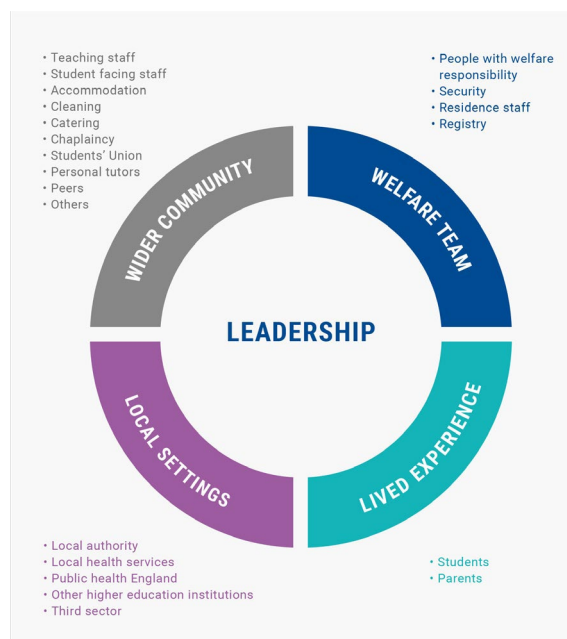 • Teaching staff
• Student facing staff
• Accommodation
• Cleaning
• Catering
• Chaplaincy
• Students’ Union
• Personal tutors
• Peers
• Others
• People with welfare
responsibility
• Security
• Residence staff
• Registry
WIDER COMMUNITY
WELFARE TEAM
LEADERSHIP
LOCAL SETTINGS
LIVED EXPERIENCE
• Local authority
• Local health services
• Public health England
• Other higher education institutions
• Third sector
• Students
• Parents